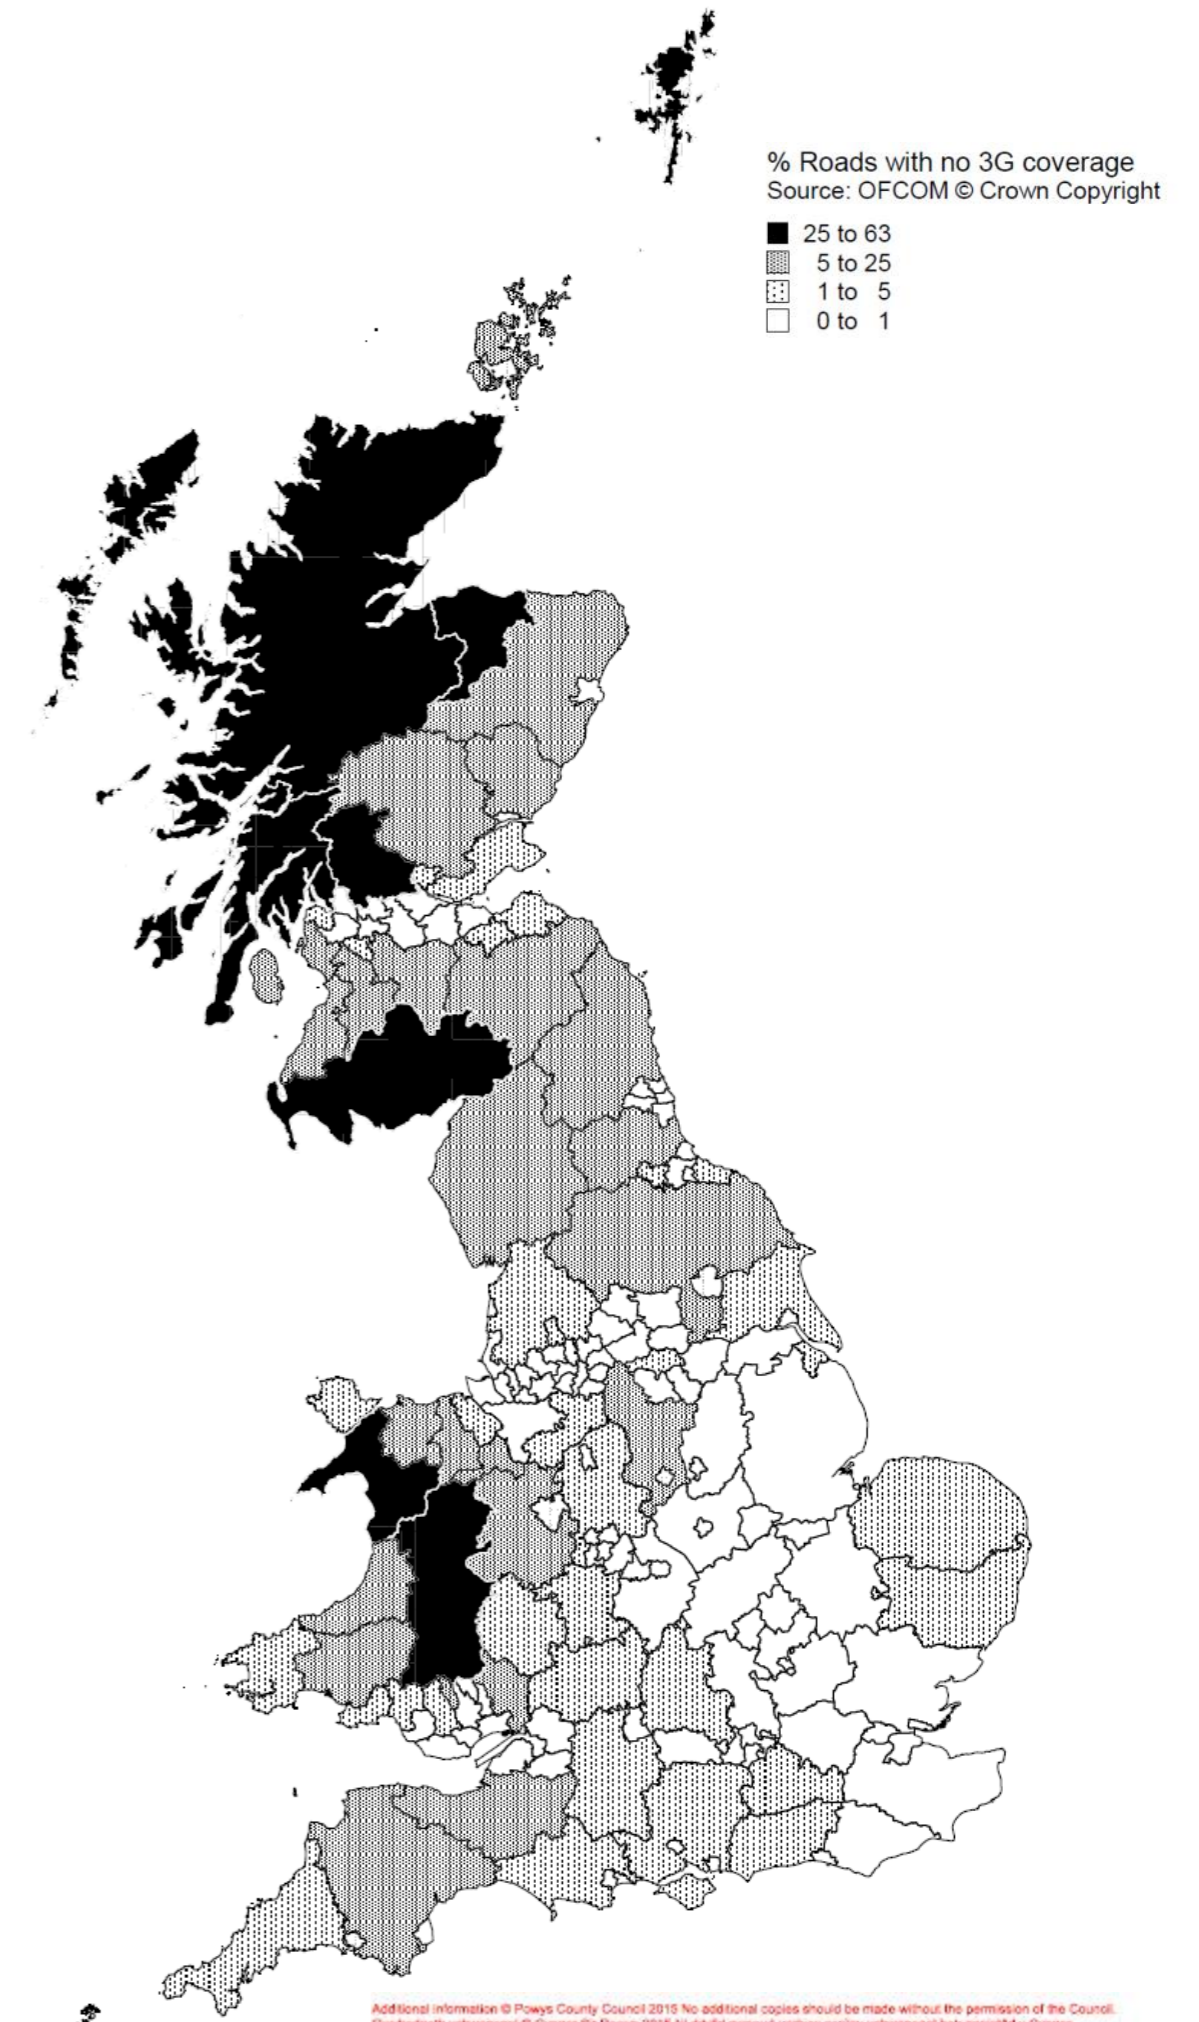 % Roads with no 3G coverage
Source: OFCOM © Crown Copyright
25 to 63
5 to 25
1 to 5
0 to 1
Additional Information © Powys County Council 2015 No additional copies should be made without the permission of the Council.